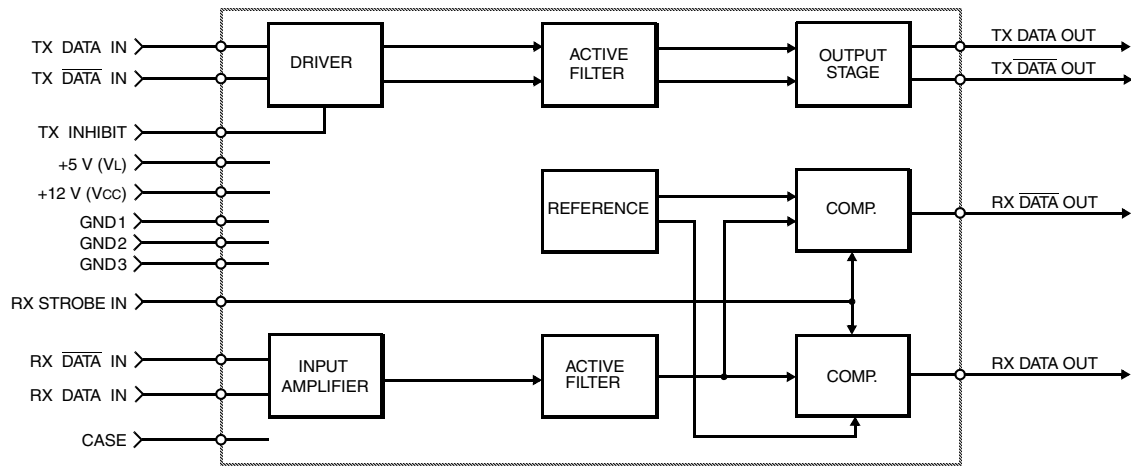 TX DATA IN
TX DATA IN
TX INHIBIT
+5 V (VL)
+12 V (VCC)
GND1
GND2
GND3
RX STROBE IN
RX DATA IN
RX DATA IN
CASE
DRIVER
ACTIVE
FILTER
OUTPUT
STAGE
REFERENCE
COMP.
INPUT
AMPLIFIER
ACTIVE
FILTER
COMP.
TX DATA OUT
TX DATA OUT
RX DATA OUT
RX DATA OUT